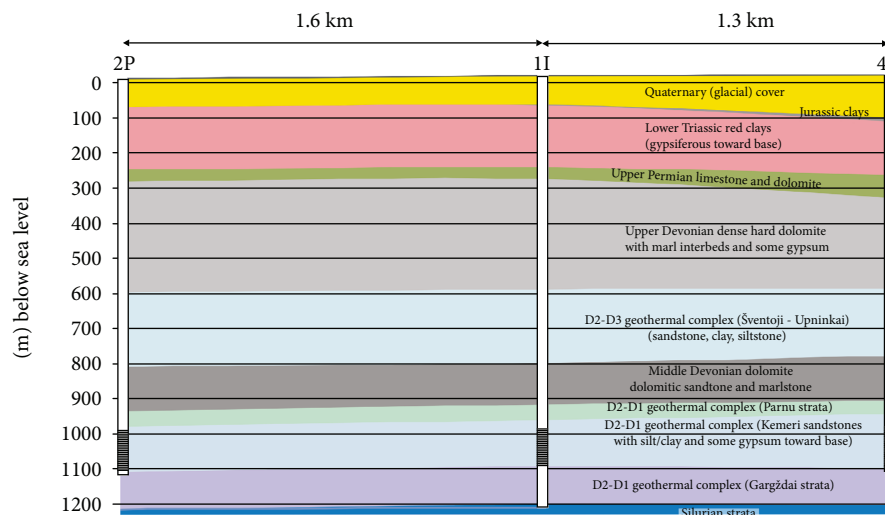 1.6 km
1.3 km
2P
1I
4
(m) below sea level
0
100
200
300
400
500
600
700
800
900
1000
1100
1200
Quaternary (glacial) cover
Jurassic clays
Lower Triassic red clays
(gypsiferous toward base)
Upper Permian limestone and dolomite
Upper Devonian dense hard dolomite
with marl interbeds and some gypsum
D2-D3 geothermal complex (Šventoji - Upninkai)
(sandstone, clay, siltstone)
Middle Devonian dolomite
dolomitic sandtone and marlstone
D2-D1 geothermal complex (Parnu strata)
D2-D1 geothermal complex (Kemeri sandstones
with silt/clay and some gypsum toward base)
D2-D1 geothermal complex (Gargždai strata)
Silurian strata